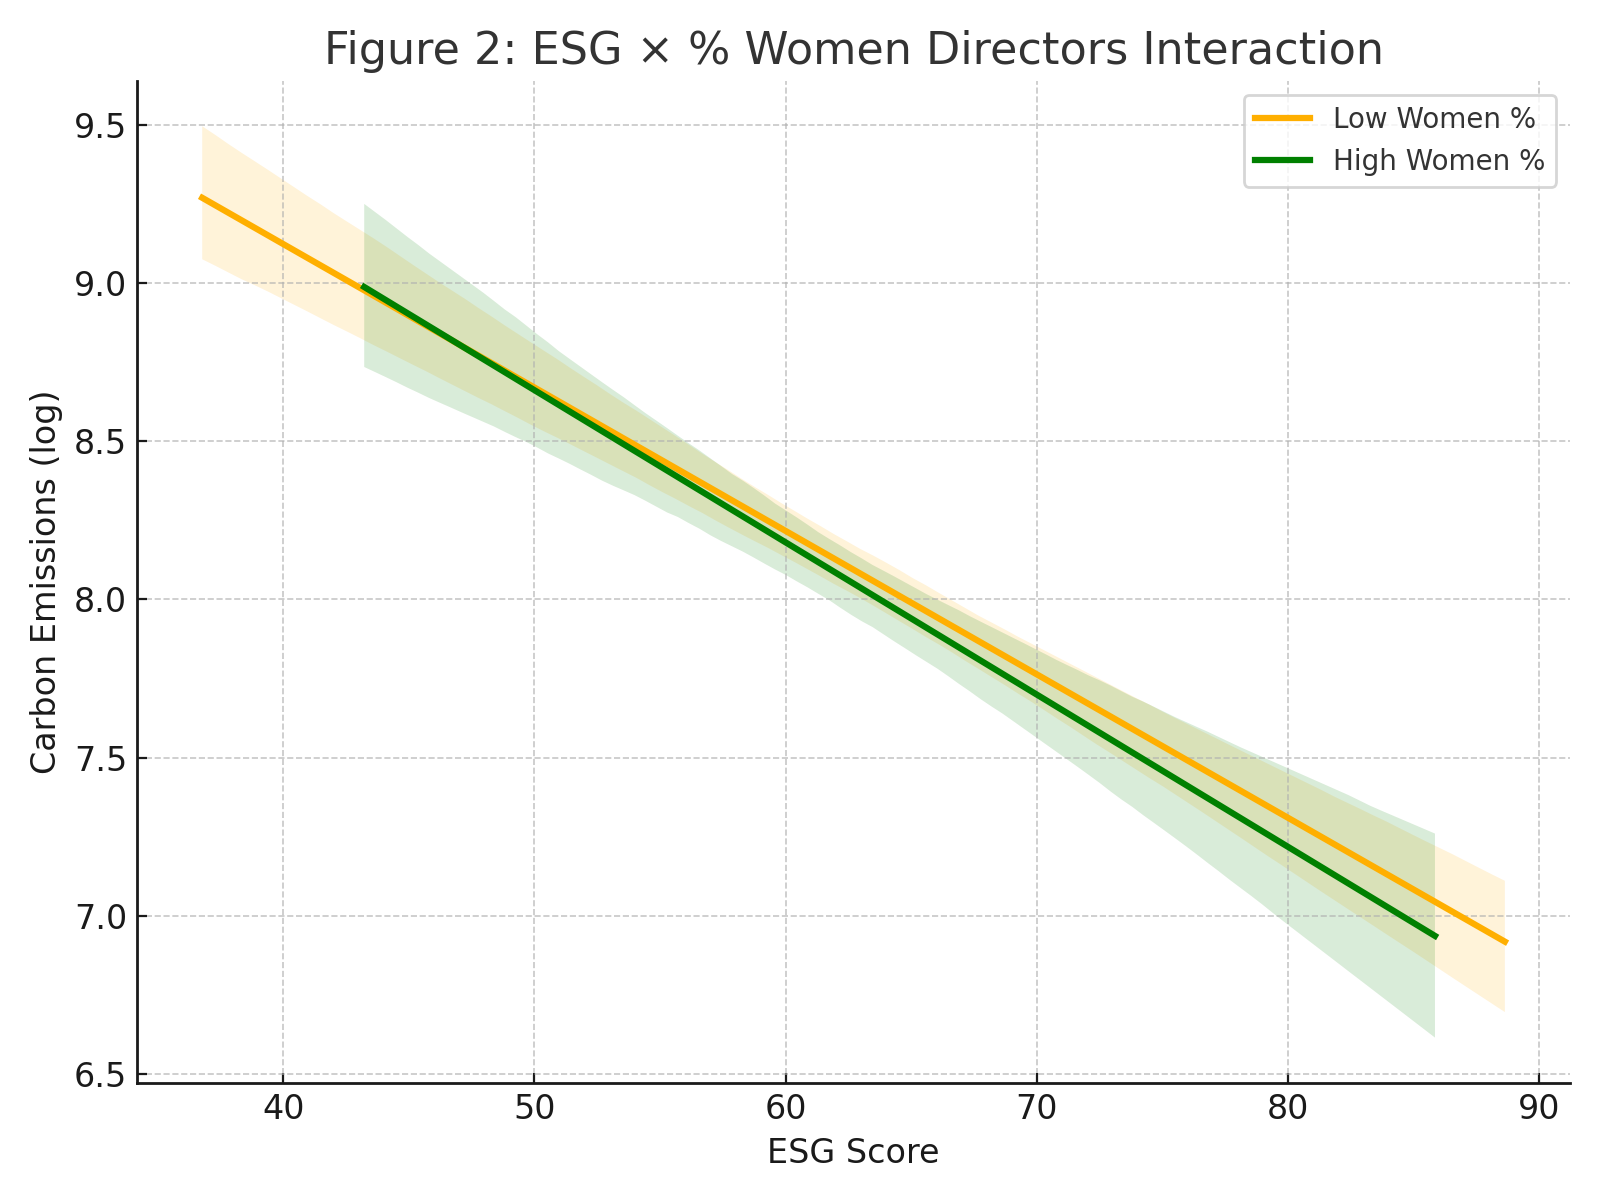 Figure 2: ESG × % Women Directors Interaction
Low Women %
High Women %
Carbon Emissions (log)
9.5
9.0
8.5
8.0
7.5
7.0
6.5
40 50 60 70 80 90
ESG Score